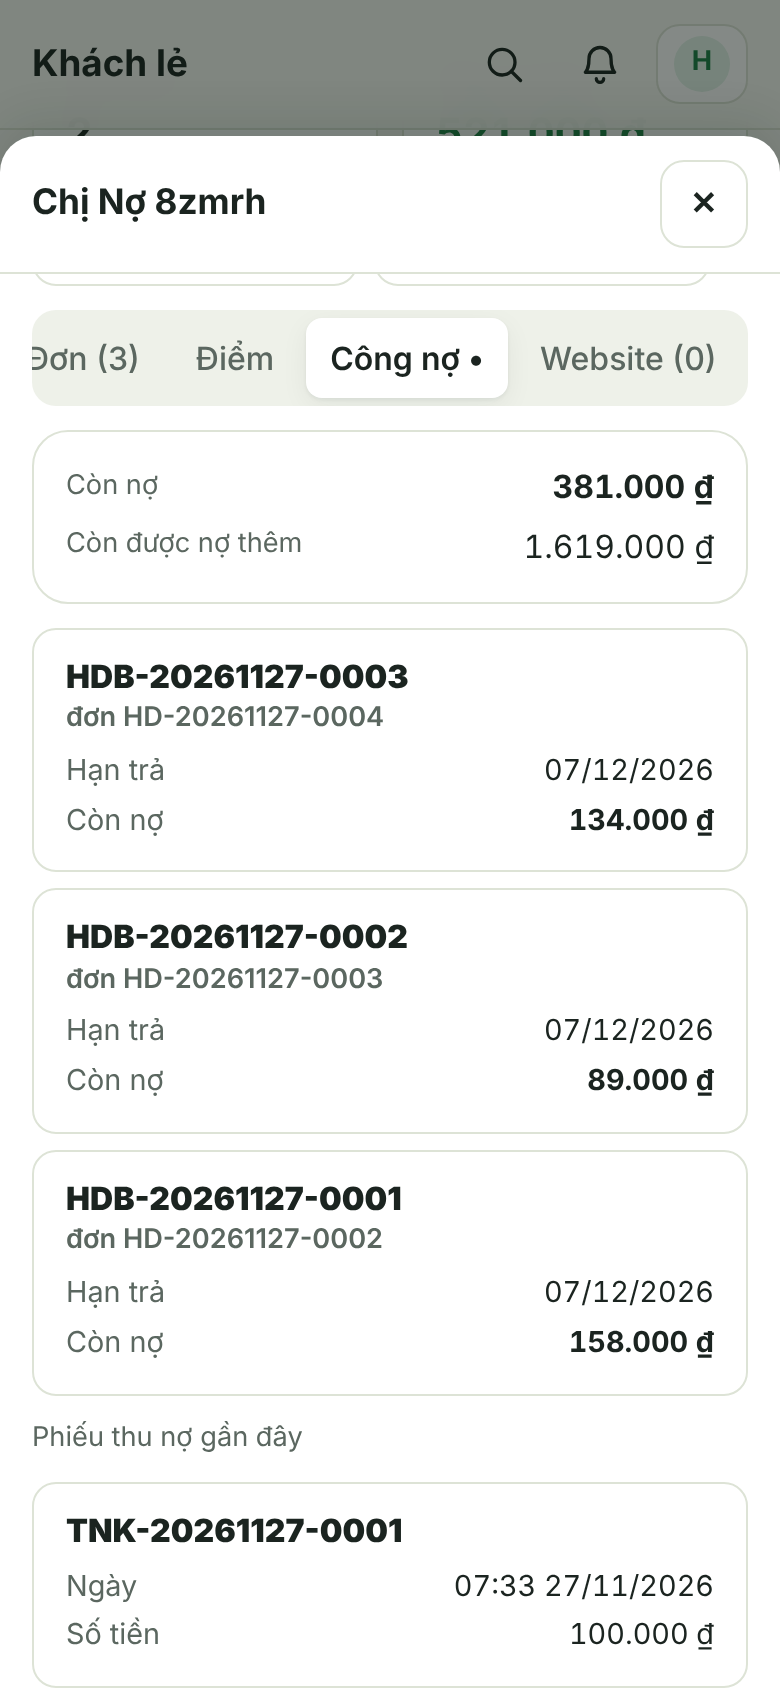 Khách lẻ
H
Chị Nợ 8zmrh
×
Đơn (3)
Điểm
Công nợ •
Website (0)
Còn nợ
381.000 ₫
Còn được nợ thêm
1.619.000 ₫
HDB-20261127-0003
đơn HD-20261127-0004
Hạn trả
07/12/2026
Còn nợ
134.000 ₫
HDB-20261127-0002
đơn HD-20261127-0003
Hạn trả
07/12/2026
Còn nợ
89.000 ₫
HDB-20261127-0001
đơn HD-20261127-0002
Hạn trả
07/12/2026
Còn nợ
158.000 ₫
Phiếu thu nợ gần đây
TNK-20261127-0001
Ngày
07:33 27/11/2026
Số tiền
100.000 ₫